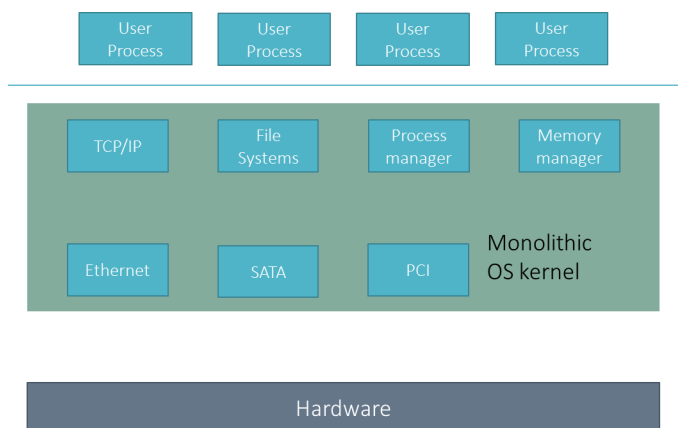 User
Process
User
Process
User
Process
User
Process
TCP/IP
File
Systems
Process
manager
Memory
manager
Ethernet
SATA
PCI
Monolithic
OS kernel
Hardware